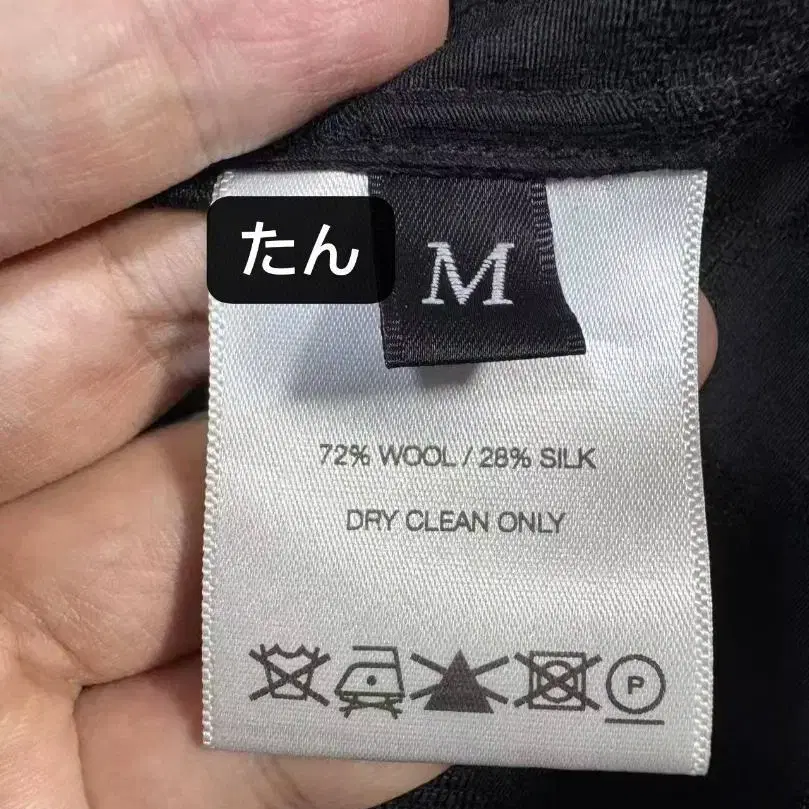 たん
M
72% WOOL / 28% SILK
DRY CLEAN ONLY
P